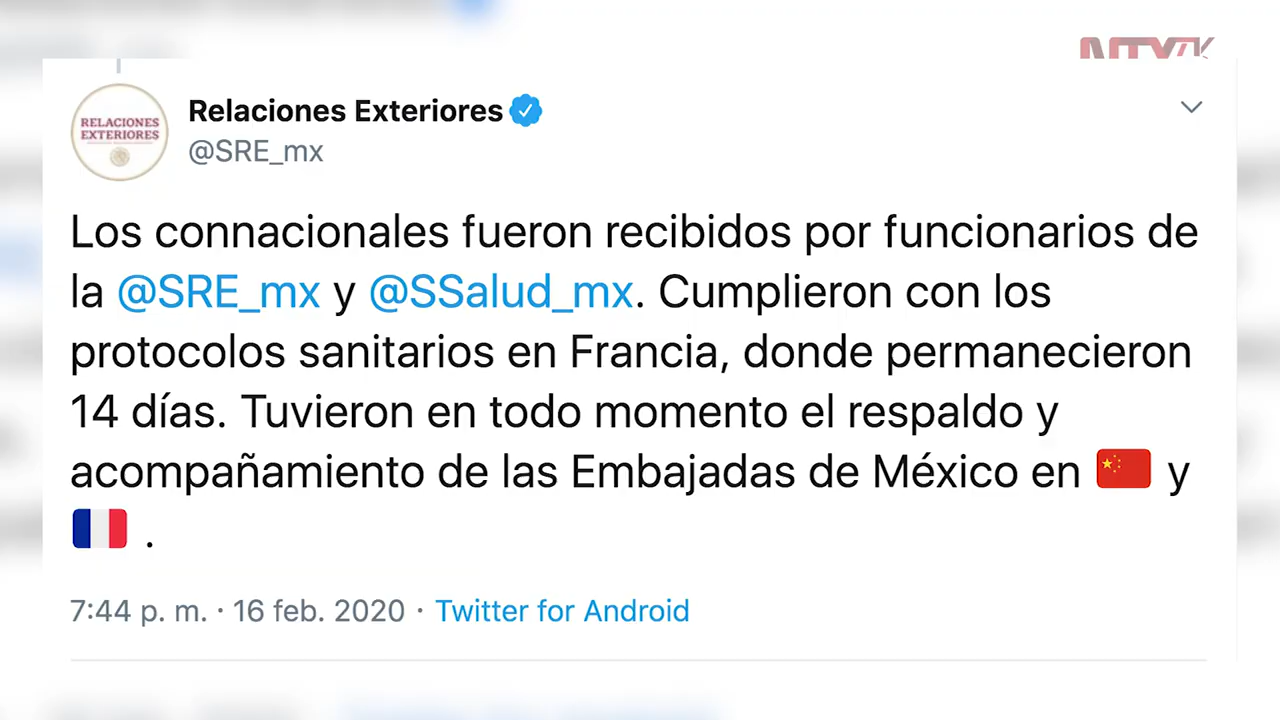 RELACIONES
EXTERIORES
Relaciones Exteriores
@SRE_mx
Los connacionales fueron recibidos por funcionarios de
la @SRE_mx y @SSalud_mx. Cumplieron con los
protocolos sanitarios en Francia, donde permanecieron
14 días. Tuvieron en todo momento el respaldo y
acompañamiento de las Embajadas de México en 🇨🇳 y
🇫🇷 .
7:44 p. m. · 16 feb. 2020 · Twitter for Android